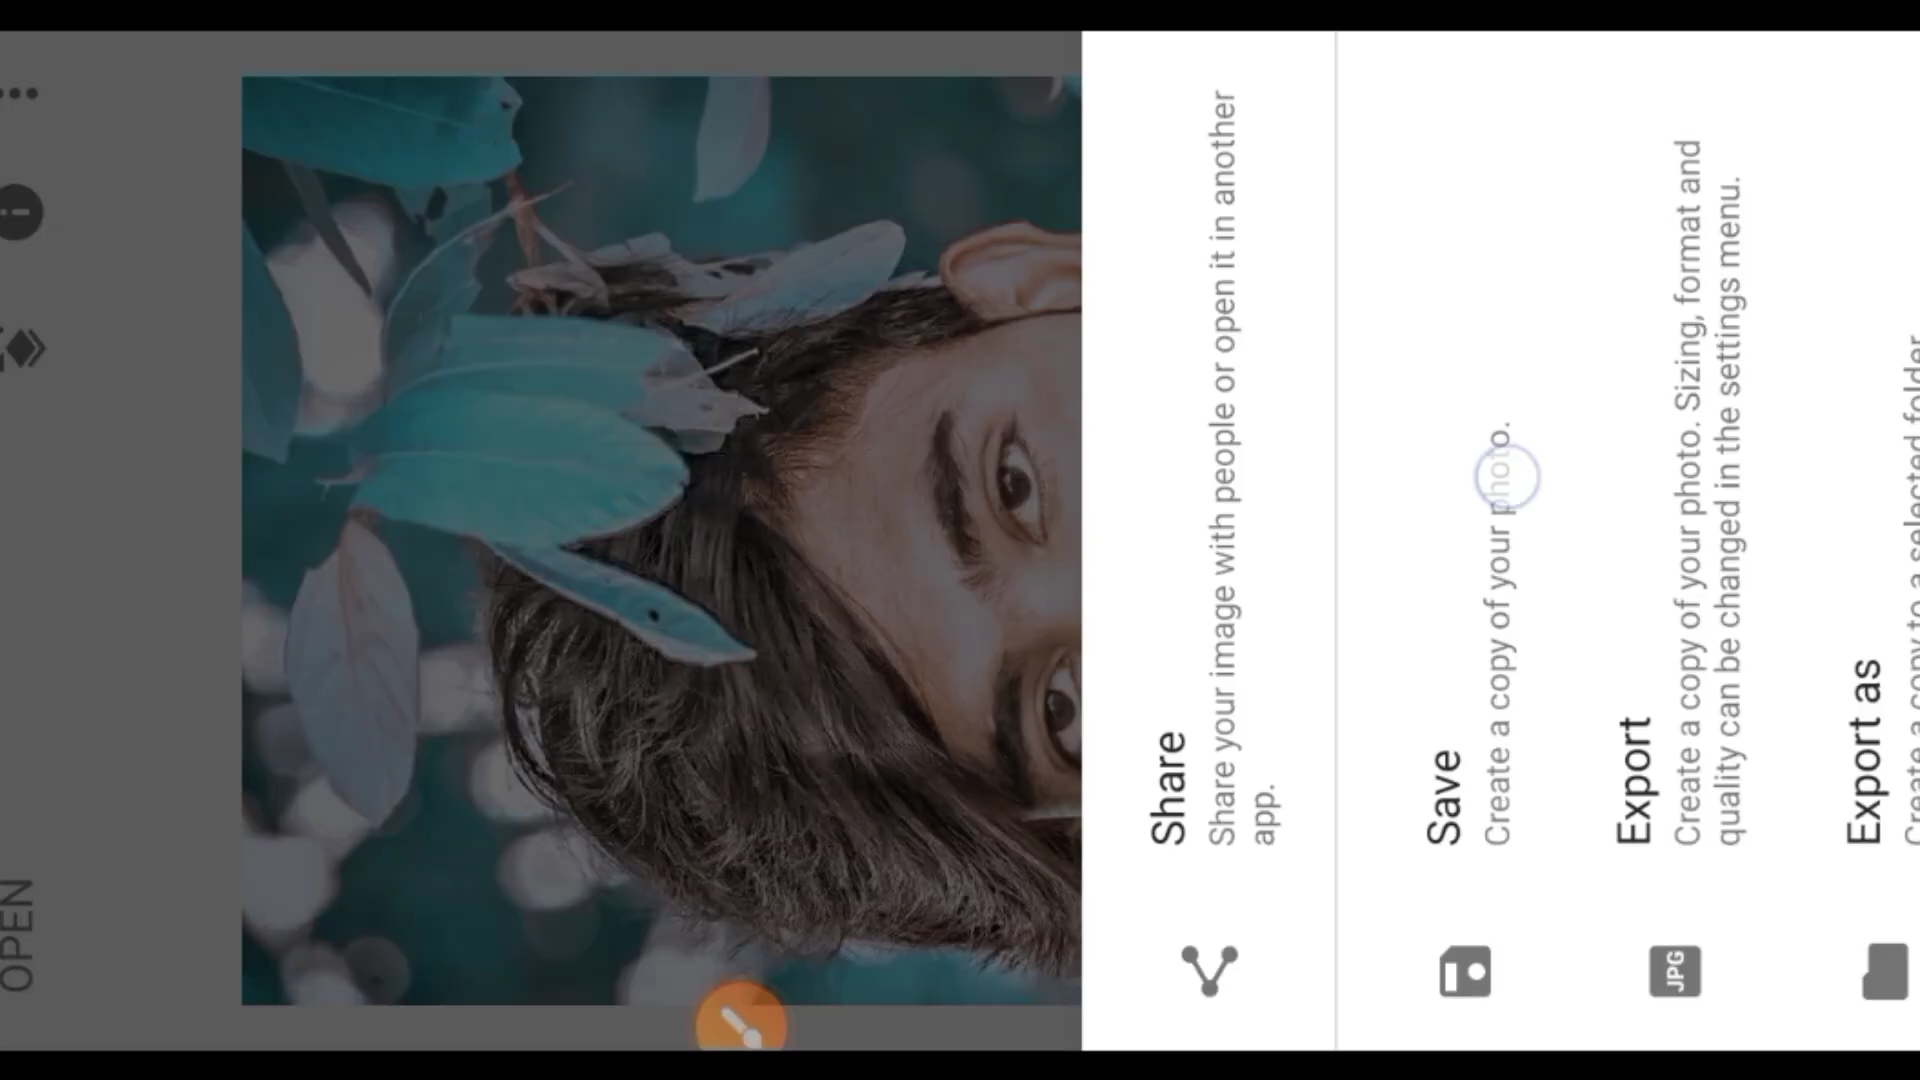 OPEN
Share
Share your image with people or open it in another
app.
Save
Create a copy of your photo.
Export
Create a copy of your photo. Sizing, format and
quality can be changed in the settings menu.
JPG
Export as
Create a copy to a selected folder